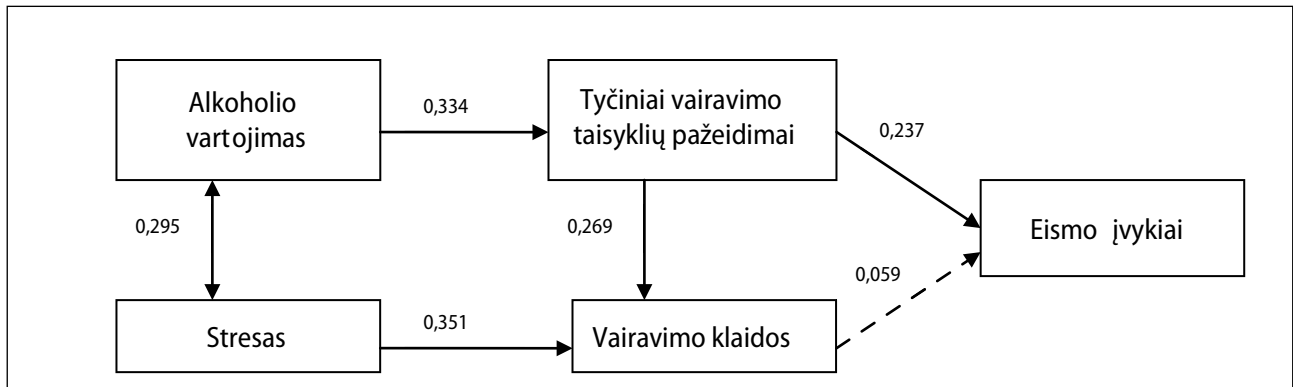 Alkoholio
vartojimas
0,334
Tyčiniai vairavimo
taisyklių pažeidimai
0,237
0,295
0,269
Eismo įvykiai
0,059
Stresas
0,351
Vairavimo klaidos